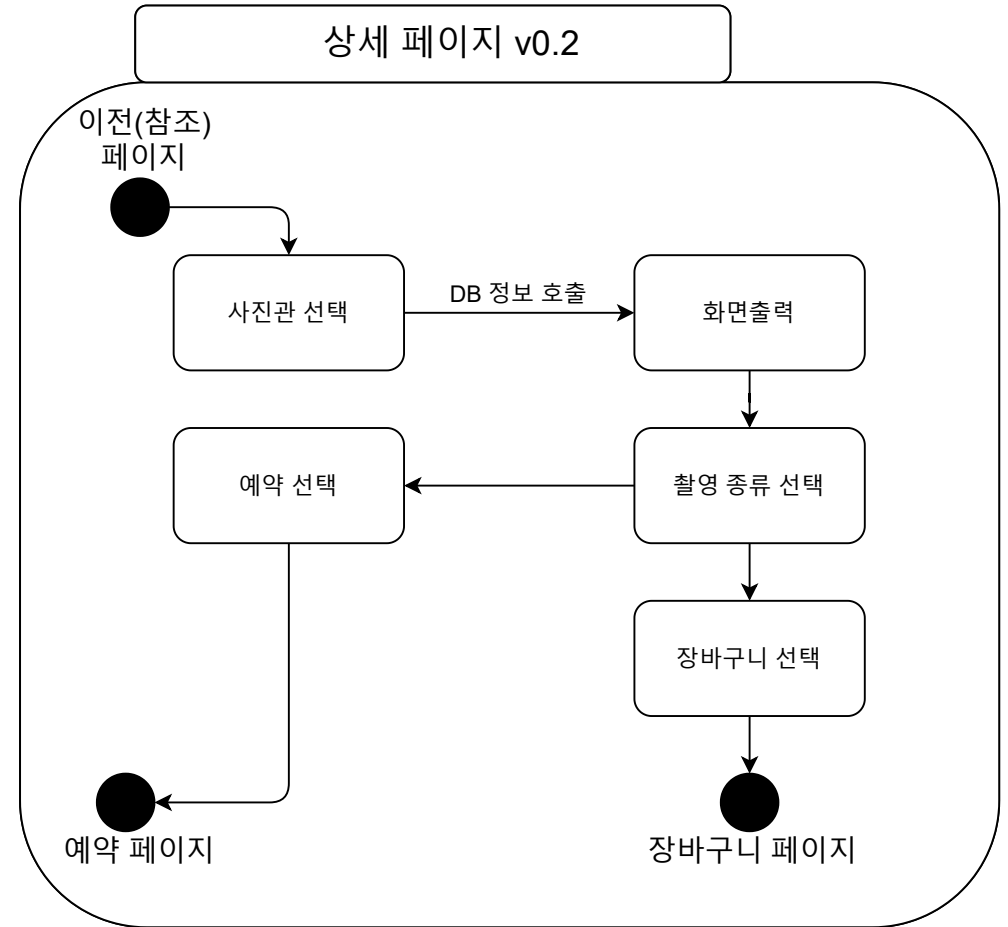 상세 페이지 v0.2
이전(참조)
페이지
사진관 선택
DB 정보 호출
화면출력
예약 선택
촬영 종류 선택
장바구니 선택
예약 페이지
장바구니 페이지